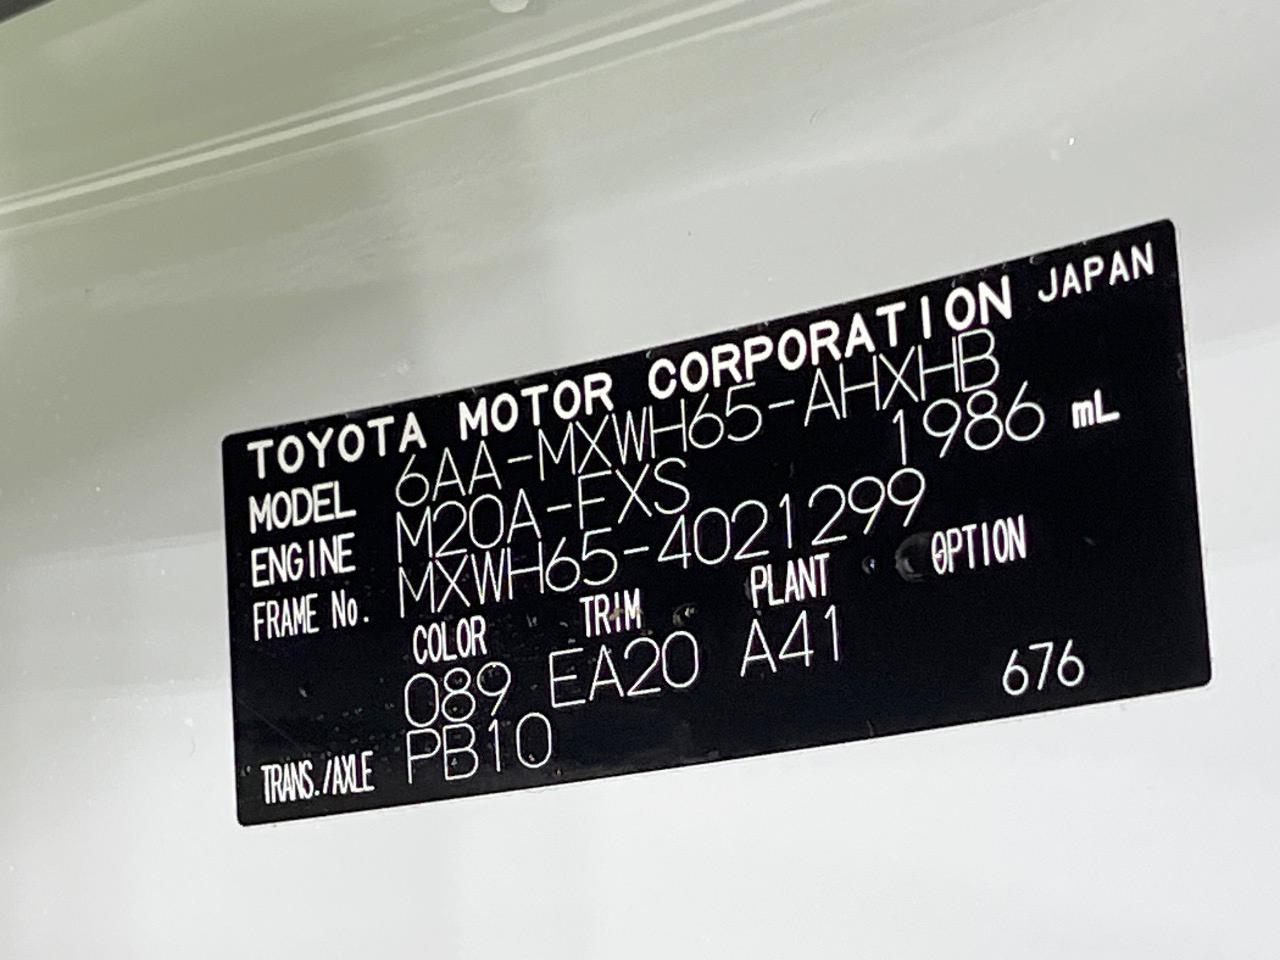 TOYOTA MOTOR CORPORATION JAPAN
MODEL 6AA-MXWH65-AHXHB
ENGINE M20A-FXS 1986 mL
FRAME No. MXWH65-4021299
COLOR TRIM PLANT OPTION
089 EA20 A41 676
TRANS./AXLE PB10